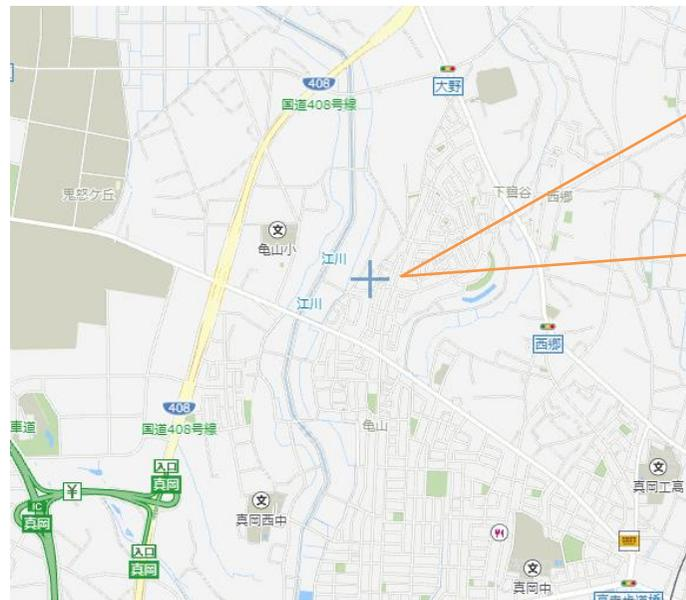 408
国道408号線
大野
鬼怒ケ丘
下籠谷
西郷
亀山小
江川
江川
西郷
408
国道408号線
亀山
車道
入口
真岡
IC
真岡
¥
真岡西中
真岡工高
入口
真岡
真岡中